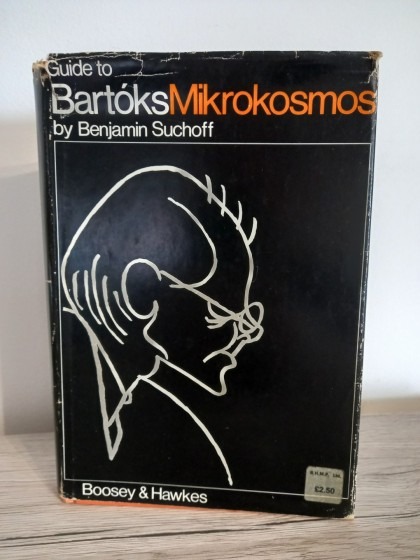 Guide to
BartóksMikrokosmos
by Benjamin Suchoff
Boosey & Hawkes
£2.50